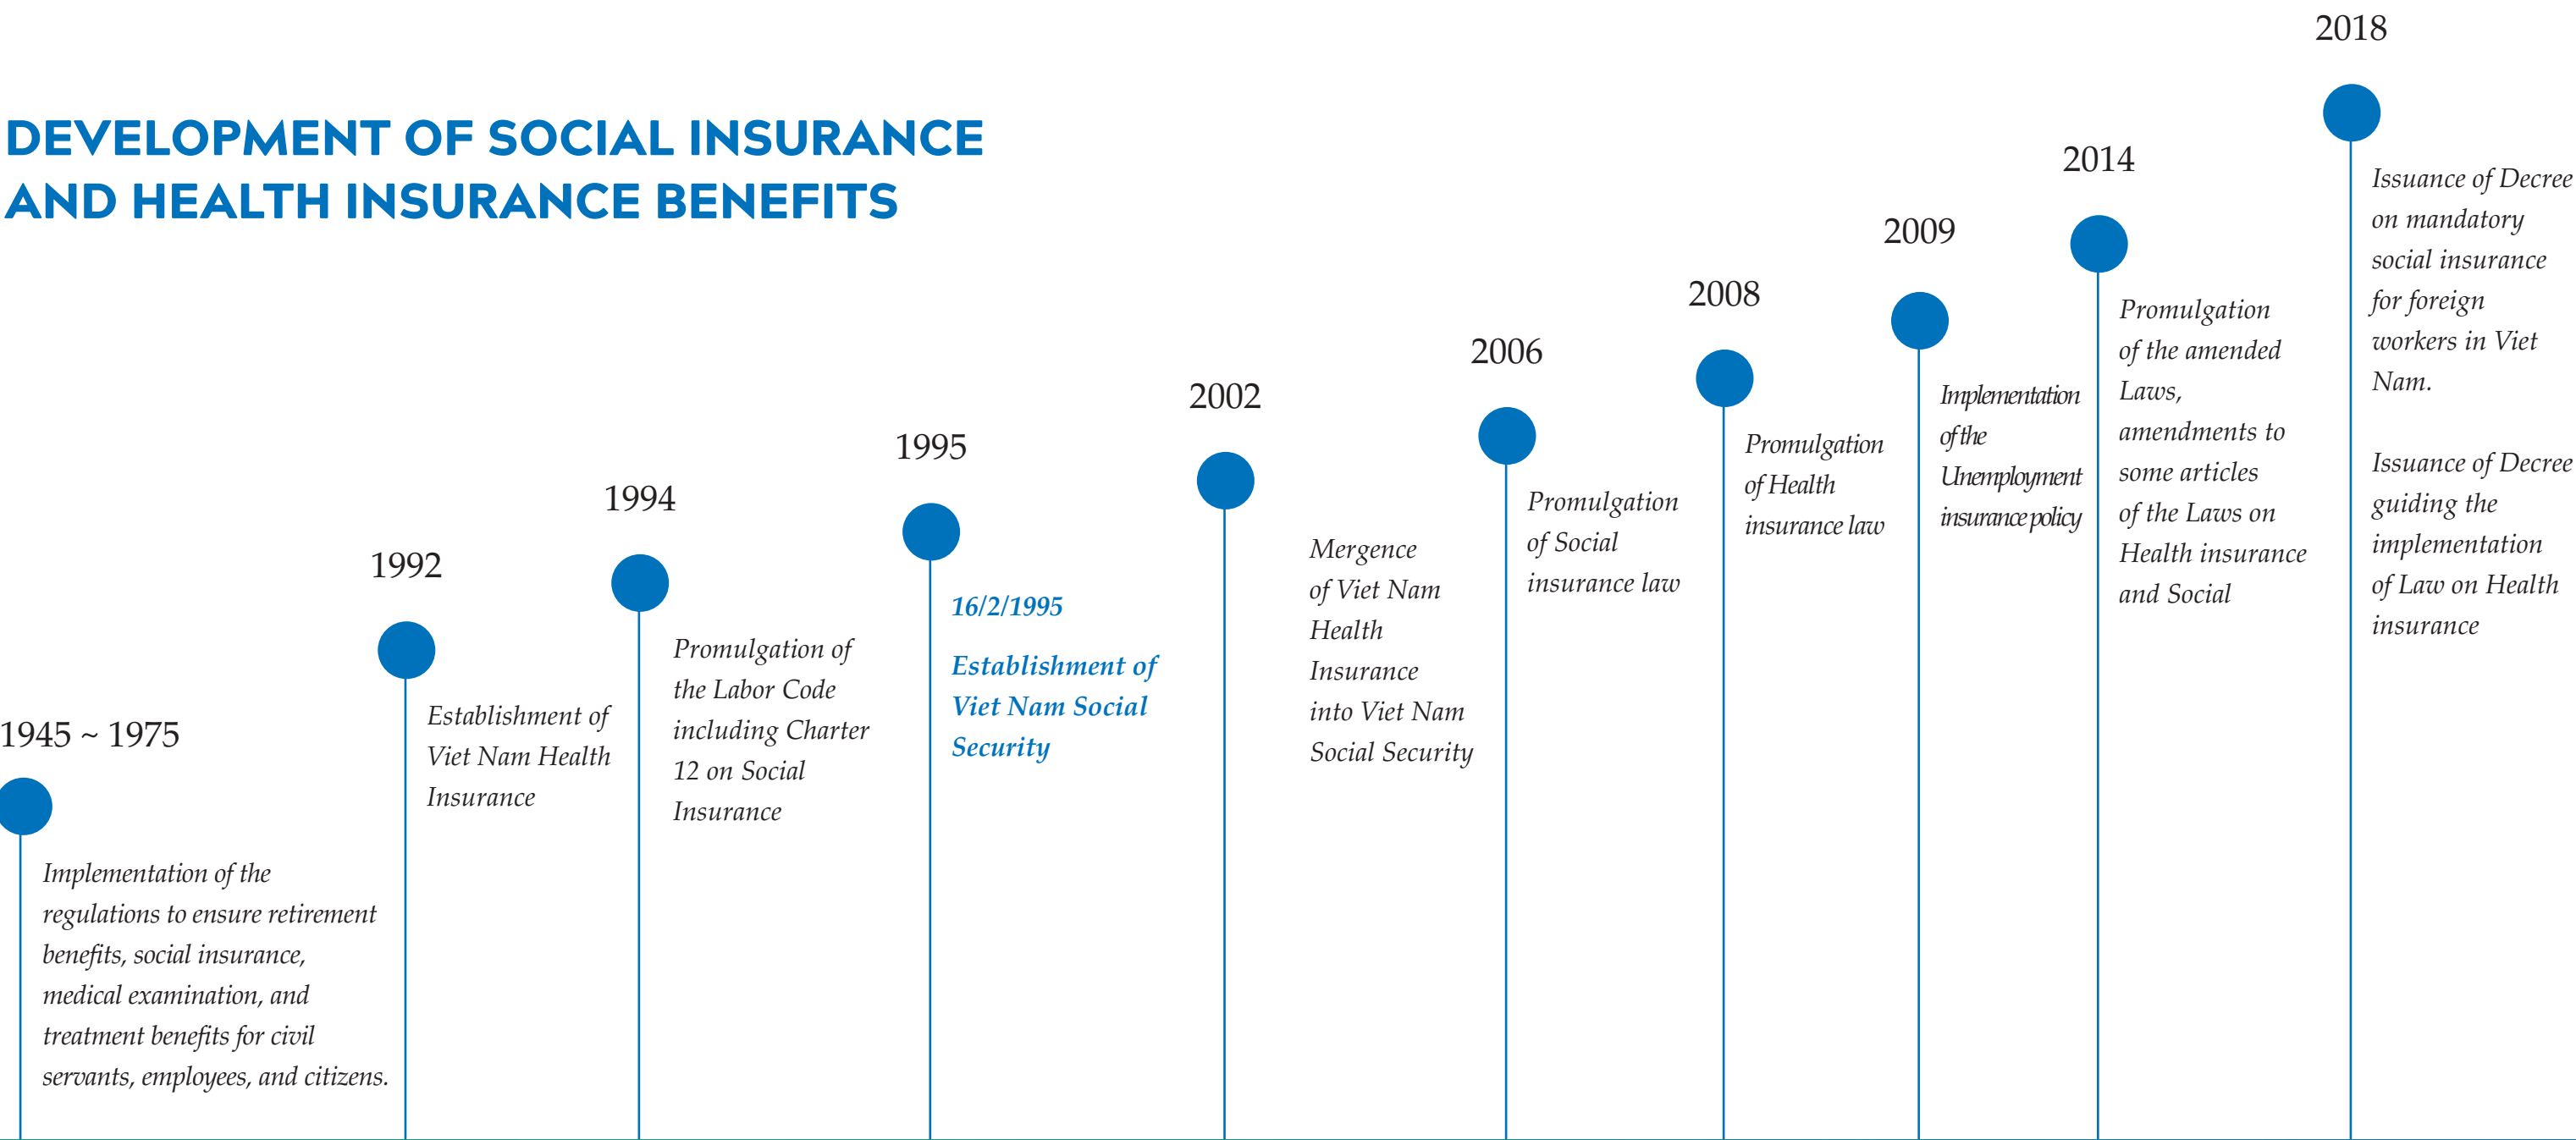 DEVELOPMENT OF SOCIAL INSURANCE
AND HEALTH INSURANCE BENEFITS
1945 ~ 1975
Implementation of the
regulations to ensure retirement
benefits, social insurance,
medical examination, and
treatment benefits for civil
servants, employees, and citizens.
1992
Establishment of
Viet Nam Health
Insurance
1994
Promulgation of
the Labor Code
including Charter
12 on Social
Insurance
1995
16/2/1995
Establishment of
Viet Nam Social
Security
2002
Mergence
of Viet Nam
Health
Insurance
into Viet Nam
Social Security
2006
Promulgation
of Social
insurance law
2008
Promulgation
of Health
insurance law
2009
Implementation
of the
Unemployment
insurance policy
2014
Promulgation
of the amended
Laws,
amendments to
some articles
of the Laws on
Health insurance
and Social
2018
Issuance of Decree
on mandatory
social insurance
for foreign
workers in Viet
Nam.
Issuance of Decree
guiding the
implementation
of Law on Health
insurance